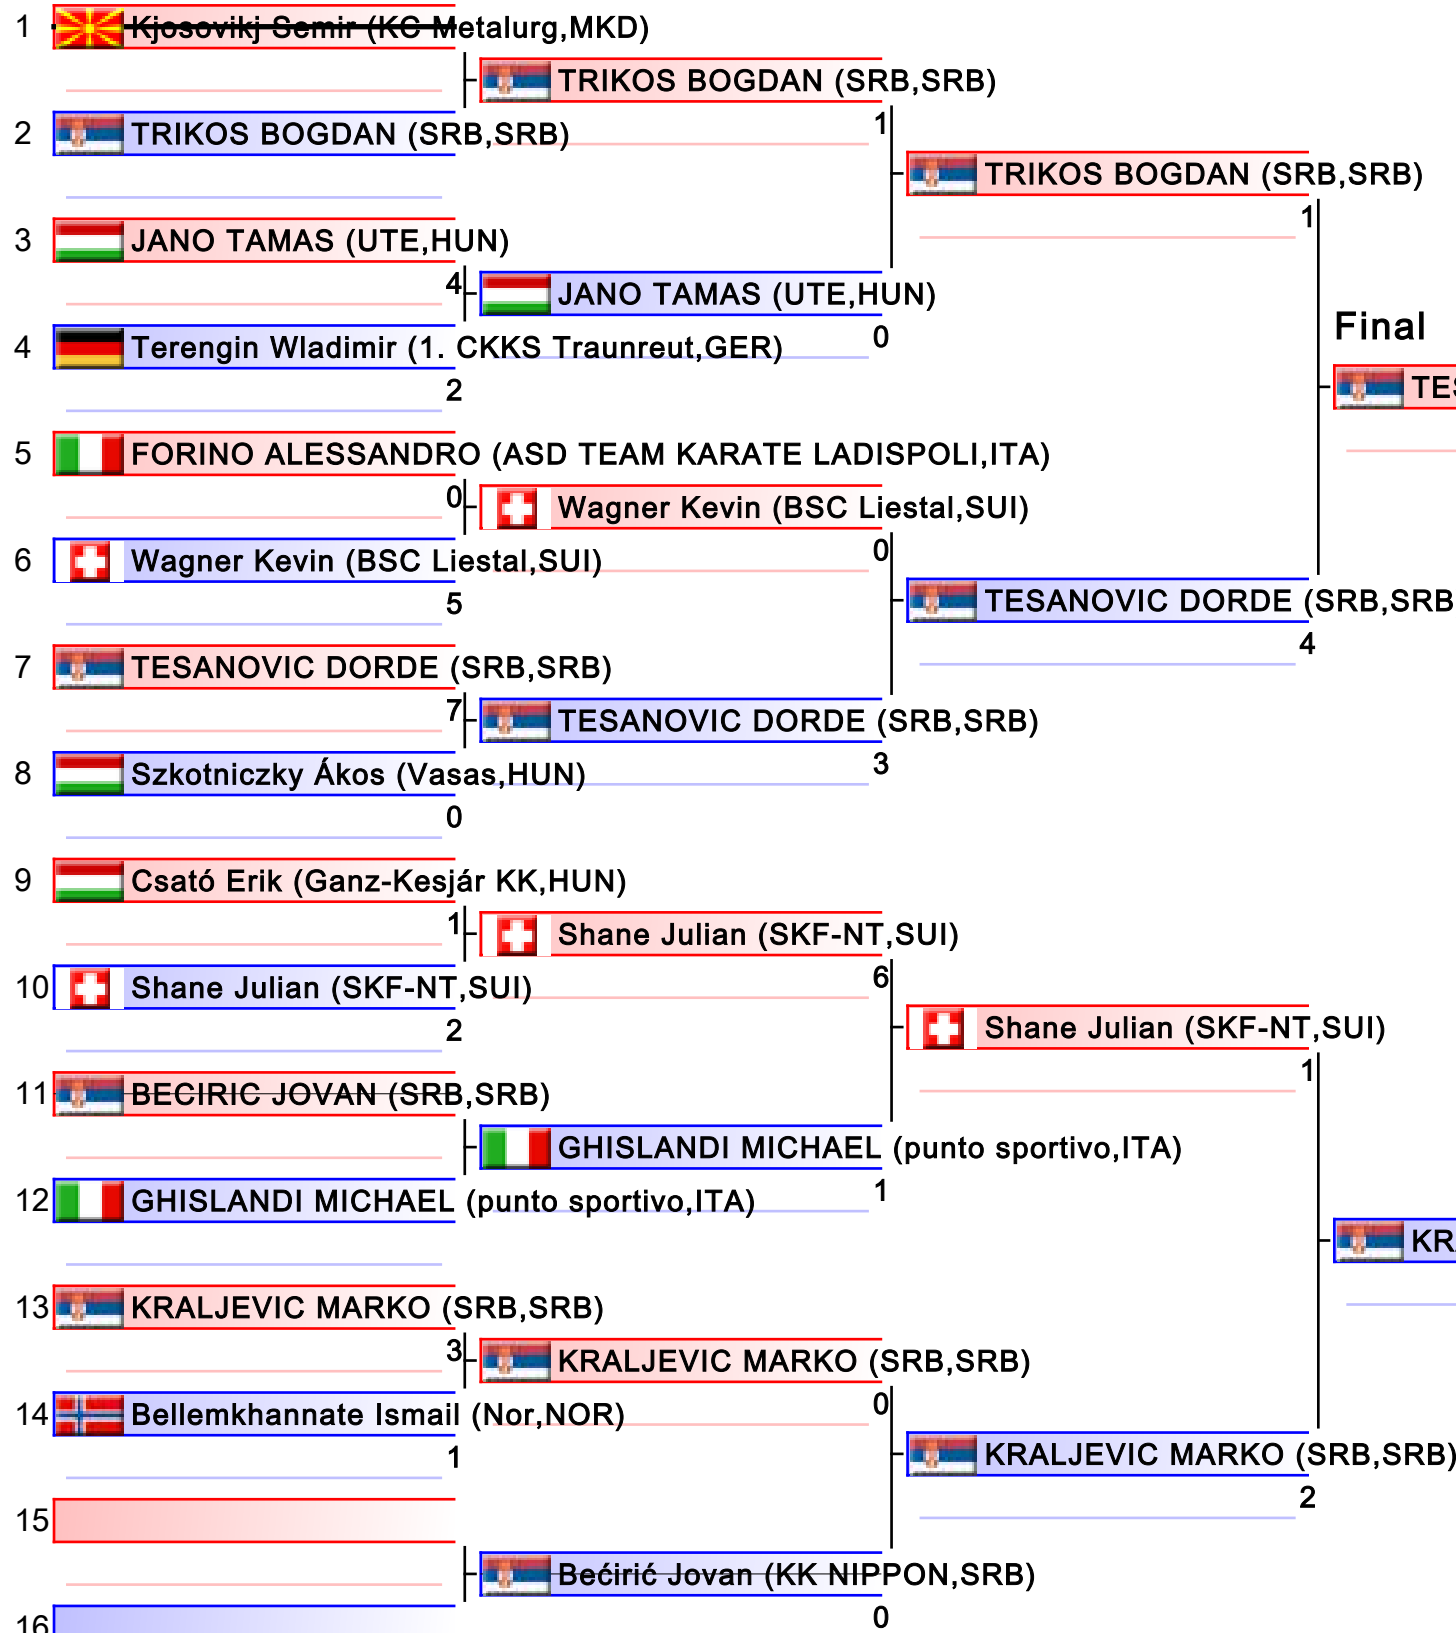 1 Kjosovikj Semir (KC Metalurg,MKD)
TRIKOS BOGDAN (SRB,SRB)
1
2 TRIKOS BOGDAN (SRB,SRB)
TRIKOS BOGDAN (SRB,SRB)
1
3 JANO TAMAS (UTE,HUN)
4
JANO TAMAS (UTE,HUN)
0
4 Terengin Wladimir (1. CKKS Traunreut,GER)
2
Final
TES
5 FORINO ALESSANDRO (ASD TEAM KARATE LADISPOLI,ITA)
0
Wagner Kevin (BSC Liestal,SUI)
0
6 Wagner Kevin (BSC Liestal,SUI)
5
TESANOVIC DORDE (SRB,SRB
4
7 TESANOVIC DORDE (SRB,SRB)
7
TESANOVIC DORDE (SRB,SRB)
3
8 Szkotniczky Ákos (Vasas,HUN)
0
9 Csató Erik (Ganz-Kesjár KK,HUN)
1
Shane Julian (SKF-NT,SUI)
6
10 Shane Julian (SKF-NT,SUI)
2
Shane Julian (SKF-NT,SUI)
1
11 BECIRIC JOVAN (SRB,SRB)
GHISLANDI MICHAEL (punto sportivo,ITA)
1
12 GHISLANDI MICHAEL (punto sportivo,ITA)
KR
13 KRALJEVIC MARKO (SRB,SRB)
3
KRALJEVIC MARKO (SRB,SRB)
0
14 Bellemkhannate Ismail (Nor,NOR)
1
KRALJEVIC MARKO (SRB,SRB)
2
15
Bećirić Jovan (KK NIPPON,SRB)
0
16